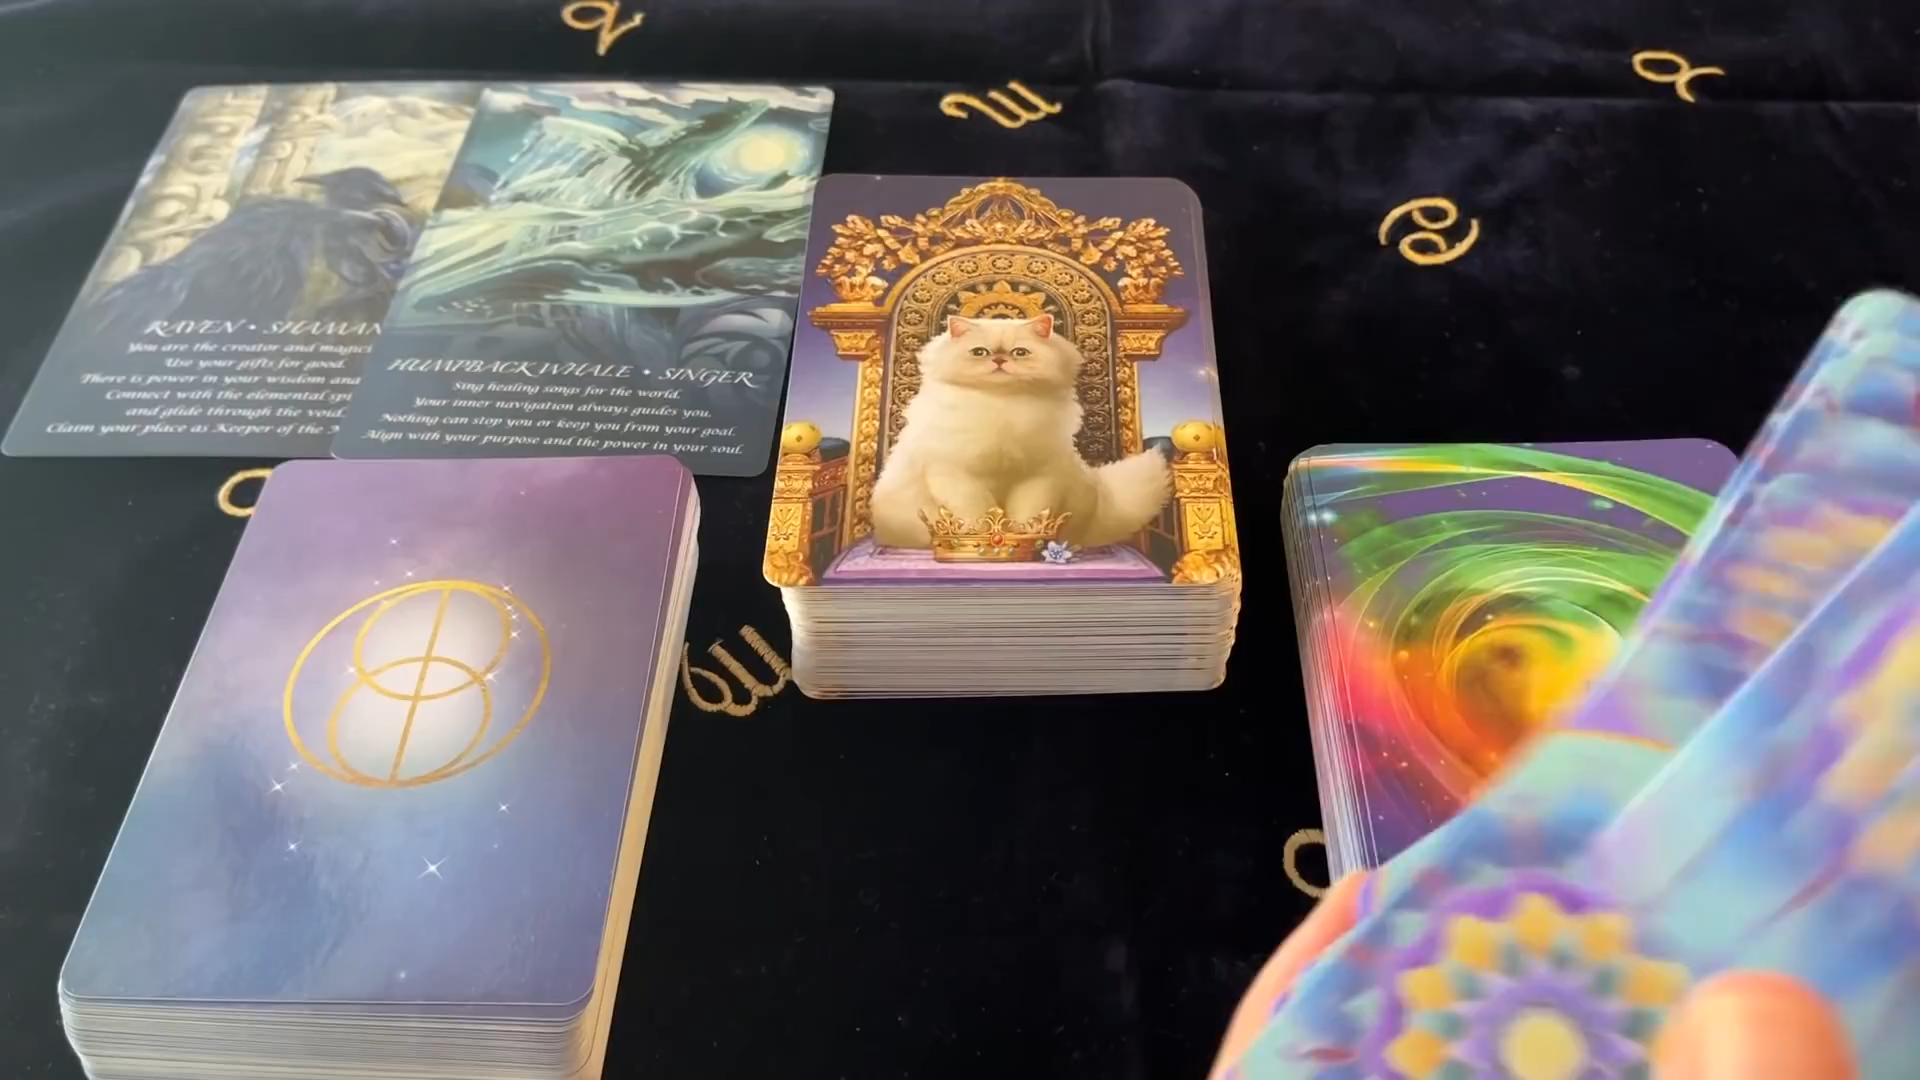 RAVEN • SHAMAN
You are the creator and magici
Use your gifts for good.
There is power in your wisdom and
Connect with the elemental spi
and glide through the void.
Claim your place as Keeper of the
HUMPBACK WHALE • SINGER
Sing healing songs for the world.
Your inner navigation always guides you.
Nothing can stop you or keep you from your goal.
Align with your purpose and the power in your soul.